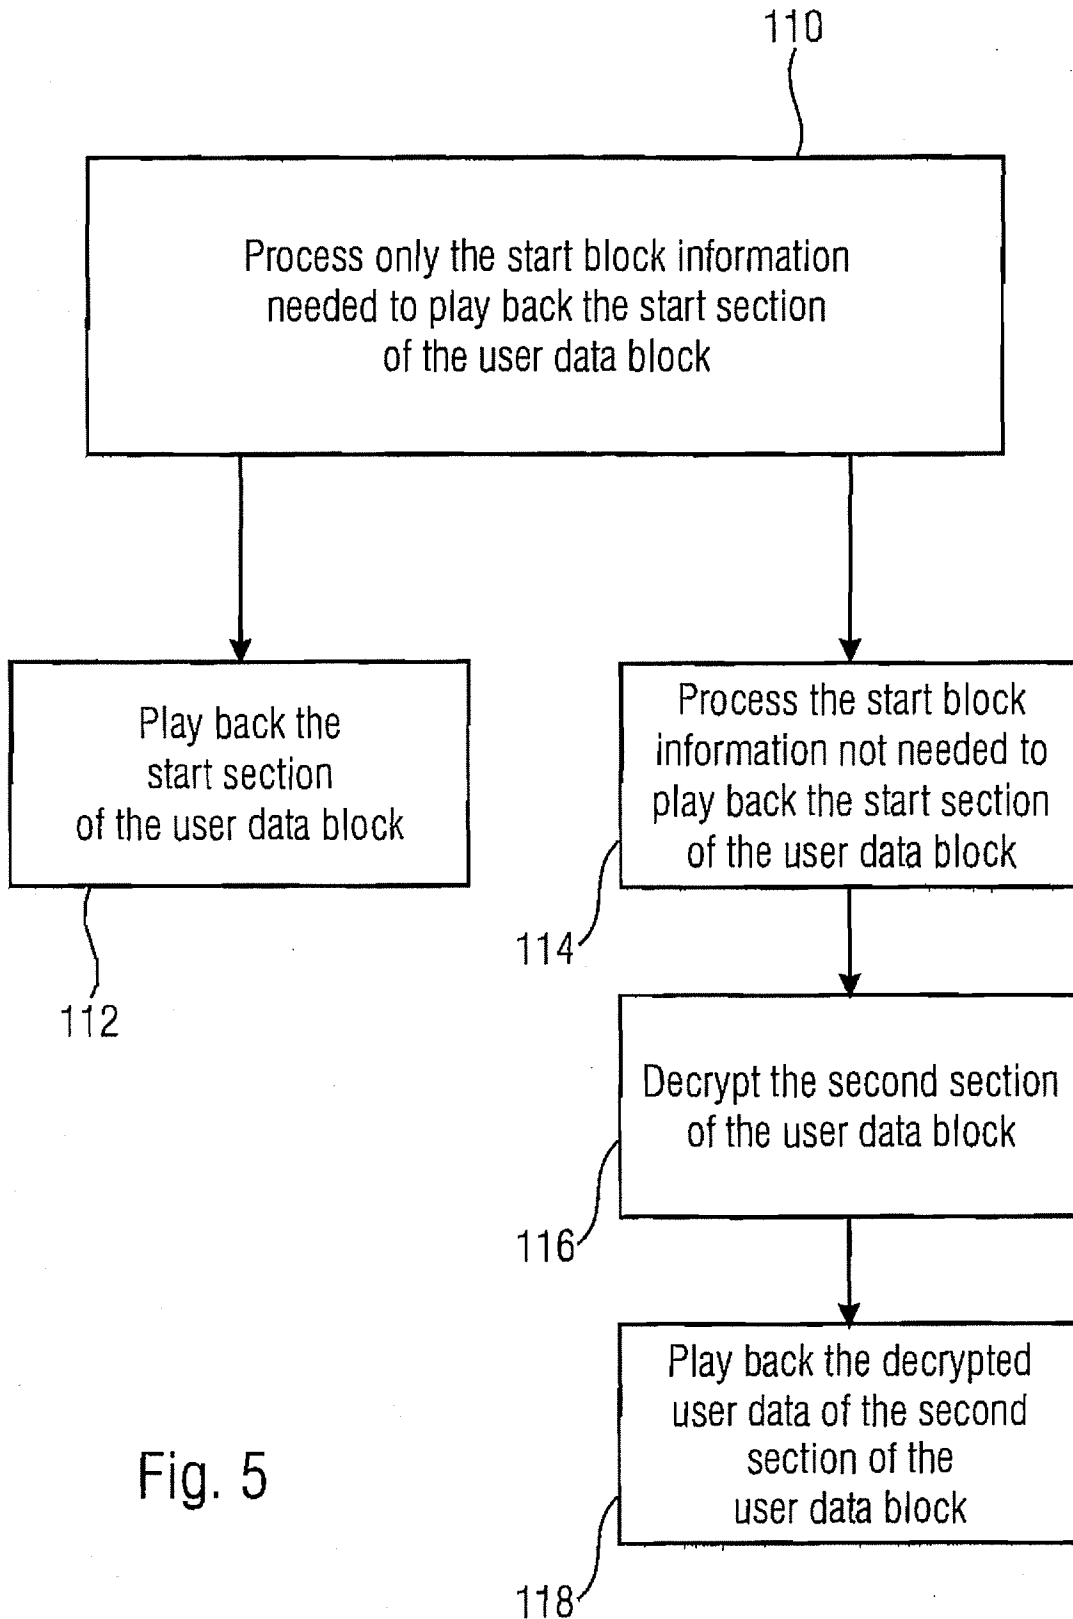 110
Process only the start block information
needed to play back the start section
of the user data block
Play back the
start section
of the user data block
112
Process the start block
information not needed to
play back the start section
of the user data block
114
Decrypt the second section
of the user data block
116
Play back the decrypted
user data of the second
section of the
user data block
118
Fig. 5